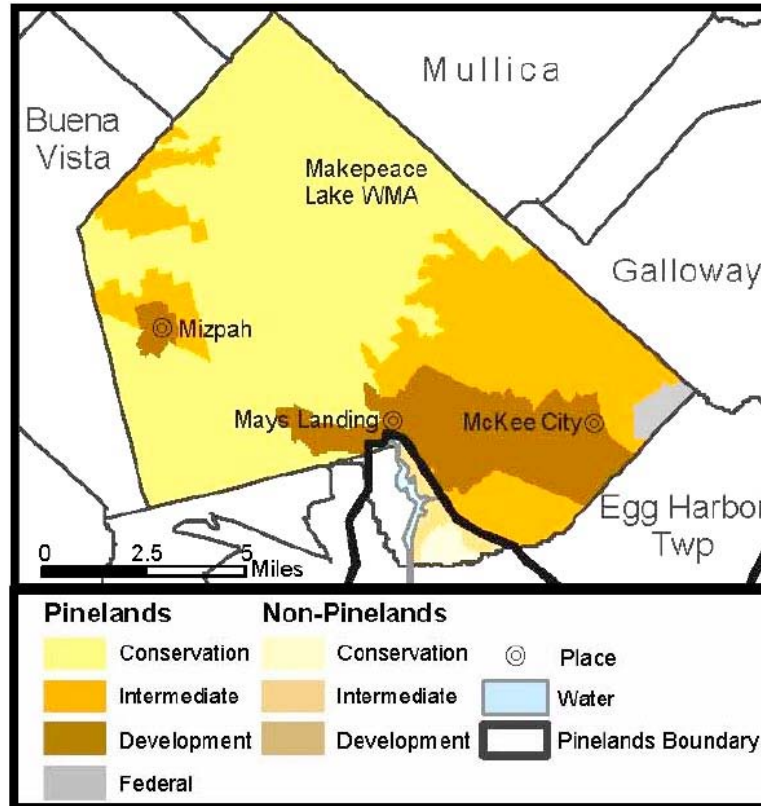 Mullica
Buena
Vista
Makepeace
Lake WMA
Galloway
Mizpah
Mays Landing
McKee City
Egg Harbor
Twp
0 2.5 5
Miles
Pinelands
Non-Pinelands
Conservation
Conservation
Place
Intermediate
Intermediate
Water
Development
Development
Pinelands Boundary
Federal